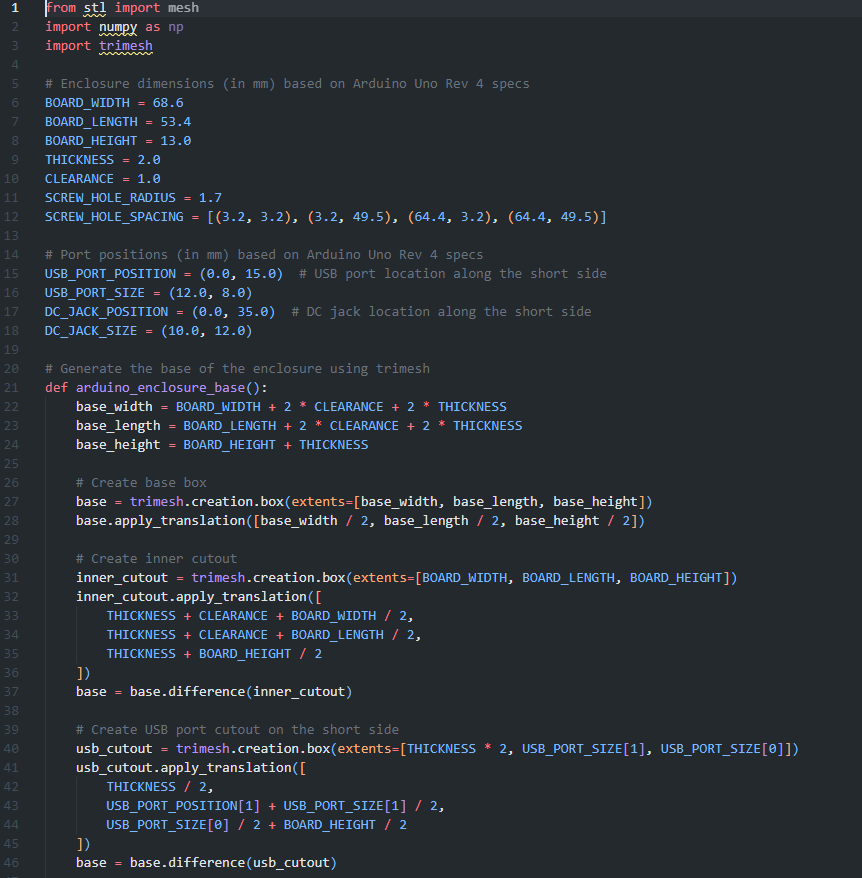 1 from stl import mesh
2 import numpy as np
3 import trimesh
4
5 # Enclosure dimensions (in mm) based on Arduino Uno Rev 4 specs
6 BOARD_WIDTH = 68.6
7 BOARD_LENGTH = 53.4
8 BOARD_HEIGHT = 13.0
9 THICKNESS = 2.0
10 CLEARANCE = 1.0
11 SCREW_HOLE_RADIUS = 1.7
12 SCREW_HOLE_SPACING = [(3.2, 3.2), (3.2, 49.5), (64.4, 3.2), (64.4, 49.5)]
13
14 # Port positions (in mm) based on Arduino Uno Rev 4 specs
15 USB_PORT_POSITION = (0.0, 15.0)  # USB port location along the short side
16 USB_PORT_SIZE = (12.0, 8.0)
17 DC_JACK_POSITION = (0.0, 35.0)  # DC jack location along the short side
18 DC_JACK_SIZE = (10.0, 12.0)
19
20 # Generate the base of the enclosure using trimesh
21 def arduino_enclosure_base():
22     base_width = BOARD_WIDTH + 2 * CLEARANCE + 2 * THICKNESS
23     base_length = BOARD_LENGTH + 2 * CLEARANCE + 2 * THICKNESS
24     base_height = BOARD_HEIGHT + THICKNESS
25
26     # Create base box
27     base = trimesh.creation.box(extents=[base_width, base_length, base_height])
28     base.apply_translation([base_width / 2, base_length / 2, base_height / 2])
29
30     # Create inner cutout
31     inner_cutout = trimesh.creation.box(extents=[BOARD_WIDTH, BOARD_LENGTH, BOARD_HEIGHT])
32     inner_cutout.apply_translation([
33         THICKNESS + CLEARANCE + BOARD_WIDTH / 2,
34         THICKNESS + CLEARANCE + BOARD_LENGTH / 2,
35         THICKNESS + BOARD_HEIGHT / 2
36     ])
37     base = base.difference(inner_cutout)
38
39     # Create USB port cutout on the short side
40     usb_cutout = trimesh.creation.box(extents=[THICKNESS * 2, USB_PORT_SIZE[1], USB_PORT_SIZE[0]])
41     usb_cutout.apply_translation([
42         THICKNESS / 2,
43         USB_PORT_POSITION[1] + USB_PORT_SIZE[1] / 2,
44         USB_PORT_SIZE[0] / 2 + BOARD_HEIGHT / 2
45     ])
46     base = base.difference(usb_cutout)